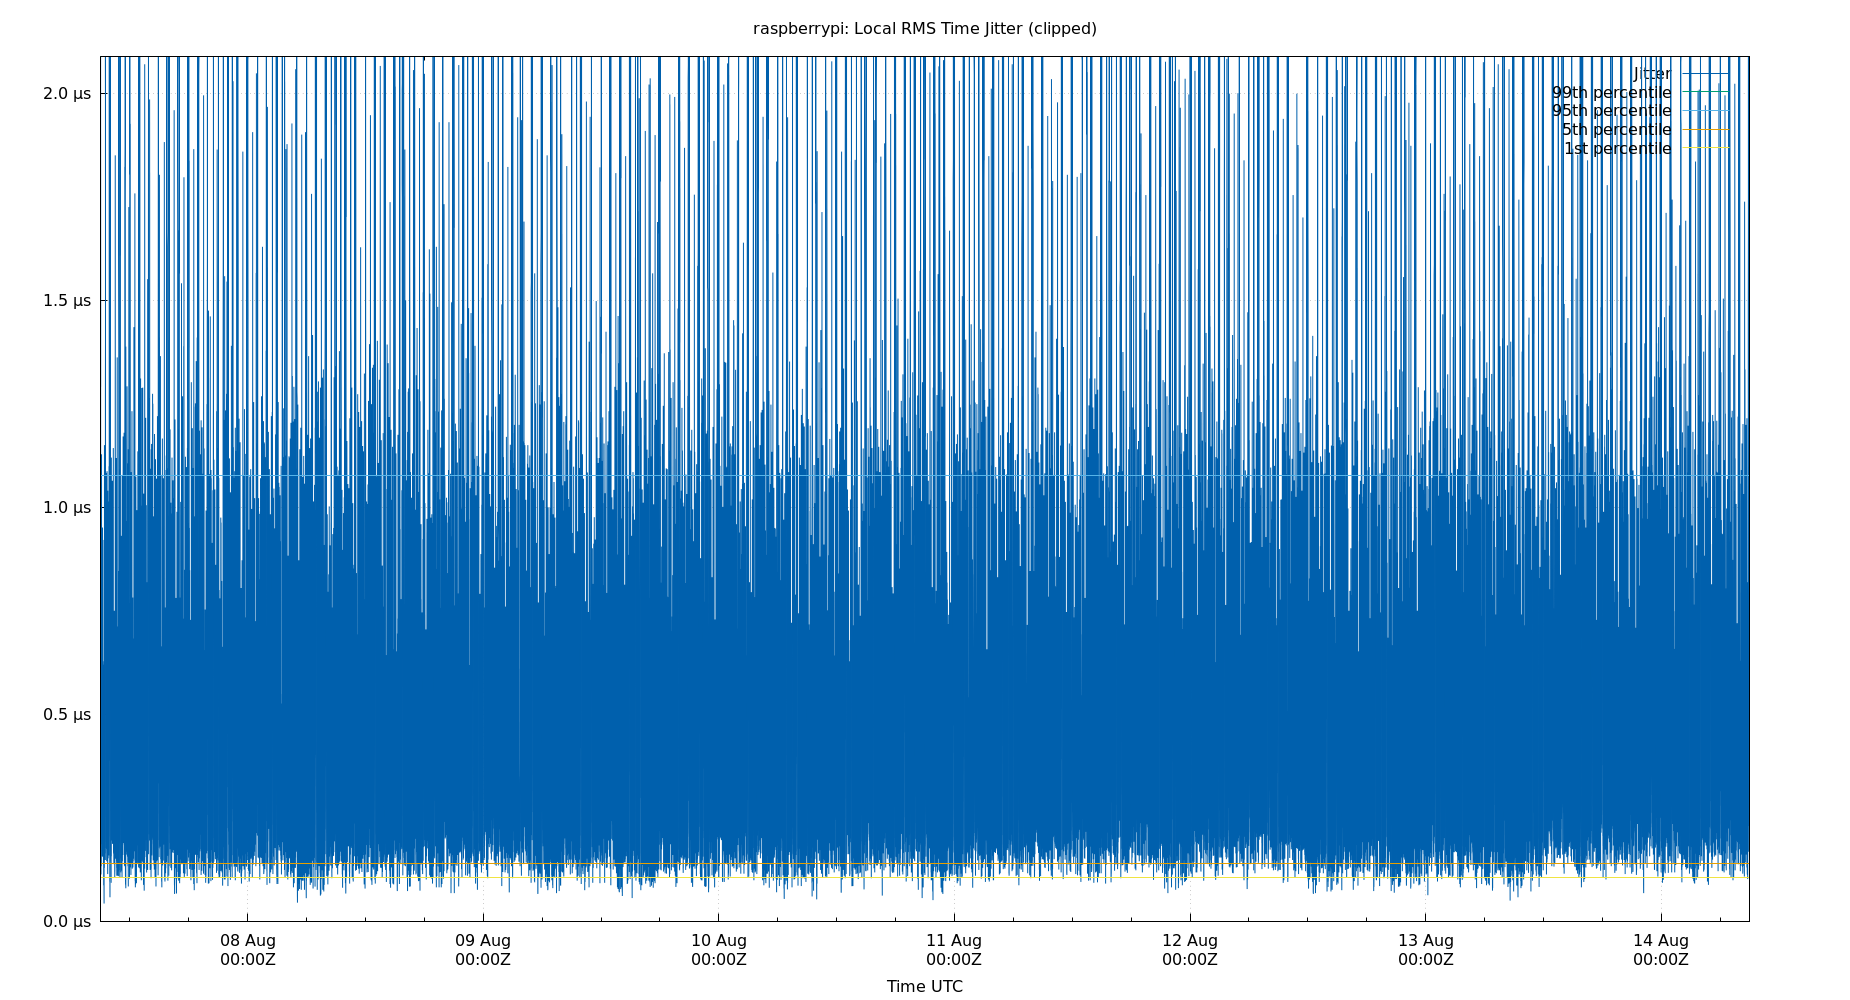 raspberrypi: Local RMS Time Jitter (clipped)
Jitter
99th percentile
95th percentile
5th percentile
1st percentile
2.0 μs
1.5 μs
1.0 μs
0.5 μs
0.0 μs
08 Aug 09 Aug 10 Aug 11 Aug 12 Aug 13 Aug 14 Aug
00:00Z 00:00Z 00:00Z 00:00Z 00:00Z 00:00Z 00:00Z
Time UTC